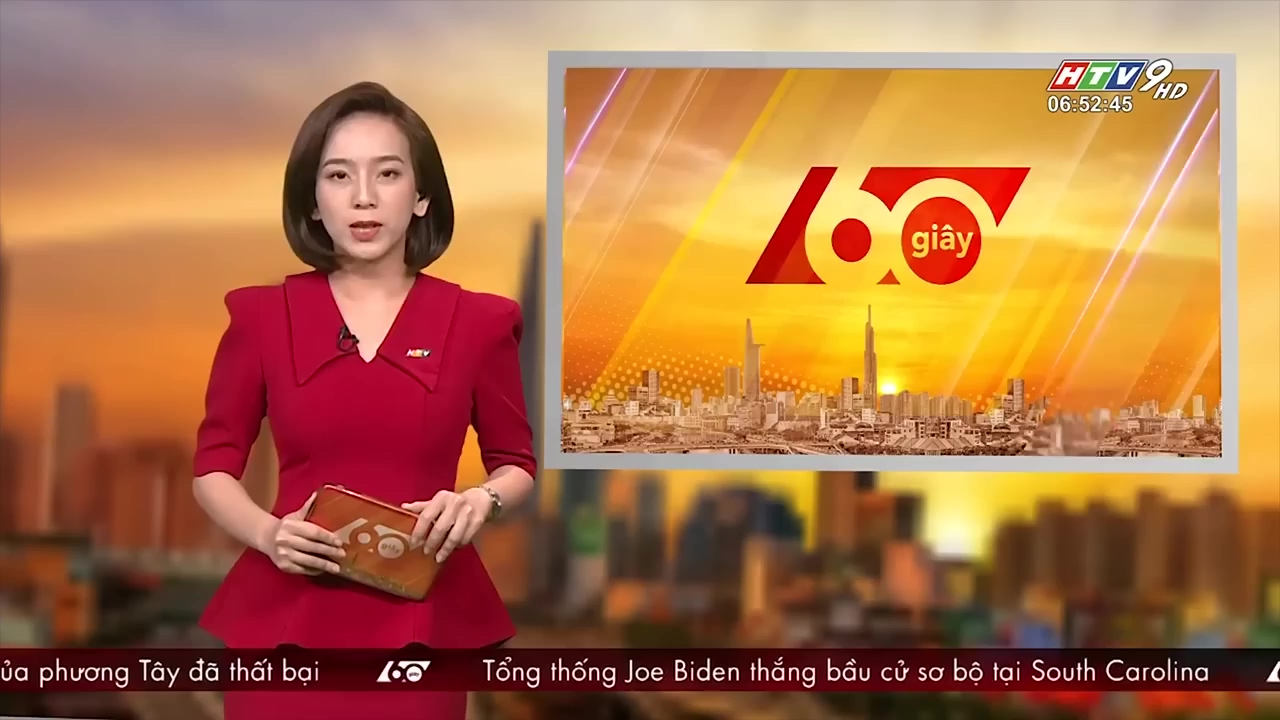 HTV9 HD
06:52:45
60 giây
HTV
60 giây
ủa phương Tây đã thất bại 60 giây Tổng thống Joe Biden thắng bầu cử sơ bộ tại South Carolina